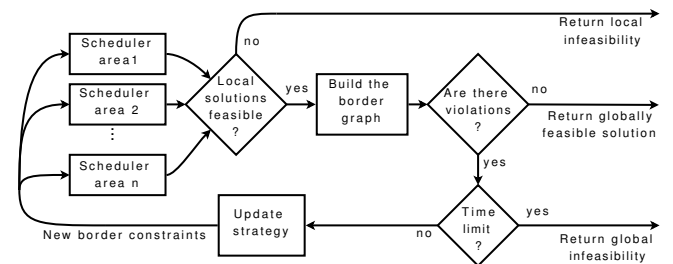 Return local
infeasibility
no
Scheduler
area1
Scheduler
area 2
⋮
Scheduler
area n
Local
solutions
feasible
?
yes
Build the
border
graph
Are there
violations
?
no
Return globally
feasible solution
yes
Time
limit
?
yes
Return global
infeasibility
no
Update
strategy
New border constraints